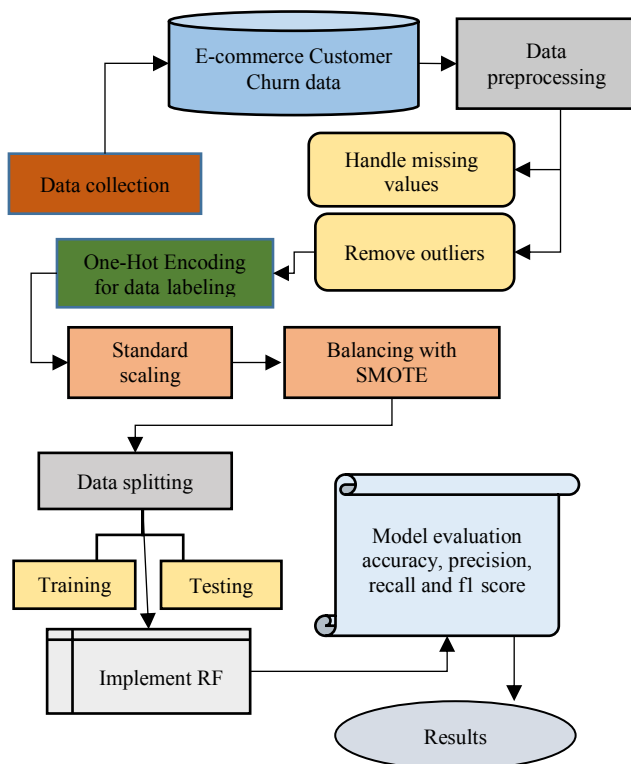 E-commerce Customer
Churn data
Data
preprocessing
Data collection
Handle missing
values
Remove outliers
One-Hot Encoding
for data labeling
Standard
scaling
Balancing with
SMOTE
Data splitting
Training
Testing
Implement RF
Model evaluation
accuracy, precision,
recall and f1 score
Results